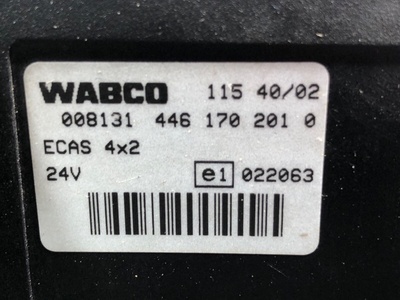 WABCO 115 40/02
008131 446 170 201 0
ECAS 4x2
24V e1 022063